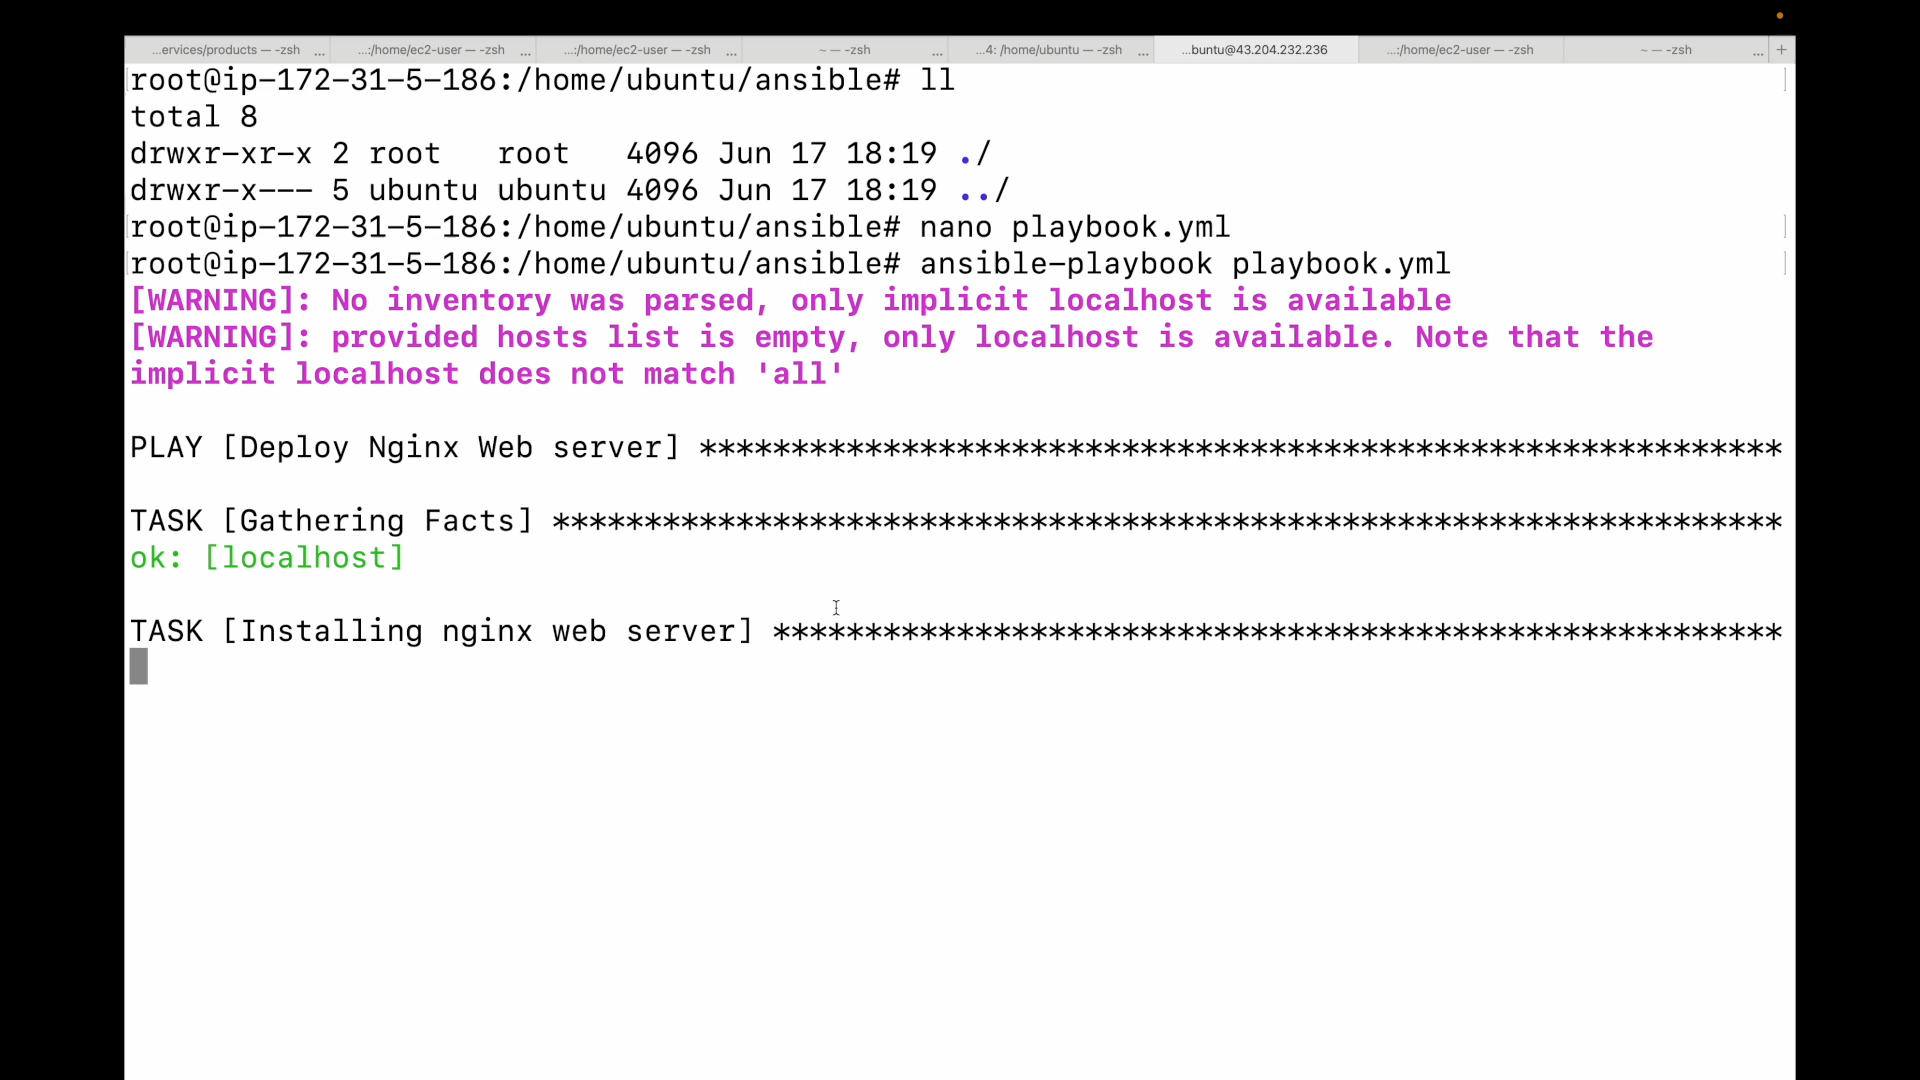 ...ervices/products — -zsh ... ...:/home/ec2-user — -zsh ... ...:/home/ec2-user — -zsh ... ~ — -zsh ... ...4: /home/ubuntu — -zsh ... ...buntu@43.204.232.236 ...:/home/ec2-user — -zsh ~ — -zsh ... +
root@ip-172-31-5-186:/home/ubuntu/ansible# ll
total 8
drwxr-xr-x 2 root   root   4096 Jun 17 18:19 ./
drwxr-x--- 5 ubuntu ubuntu 4096 Jun 17 18:19 ../
root@ip-172-31-5-186:/home/ubuntu/ansible# nano playbook.yml
root@ip-172-31-5-186:/home/ubuntu/ansible# ansible-playbook playbook.yml
[WARNING]: No inventory was parsed, only implicit localhost is available
[WARNING]: provided hosts list is empty, only localhost is available. Note that the
implicit localhost does not match 'all'
PLAY [Deploy Nginx Web server] ***********************************************************
TASK [Gathering Facts] *******************************************************************
ok: [localhost]
TASK [Installing nginx web server] *******************************************************